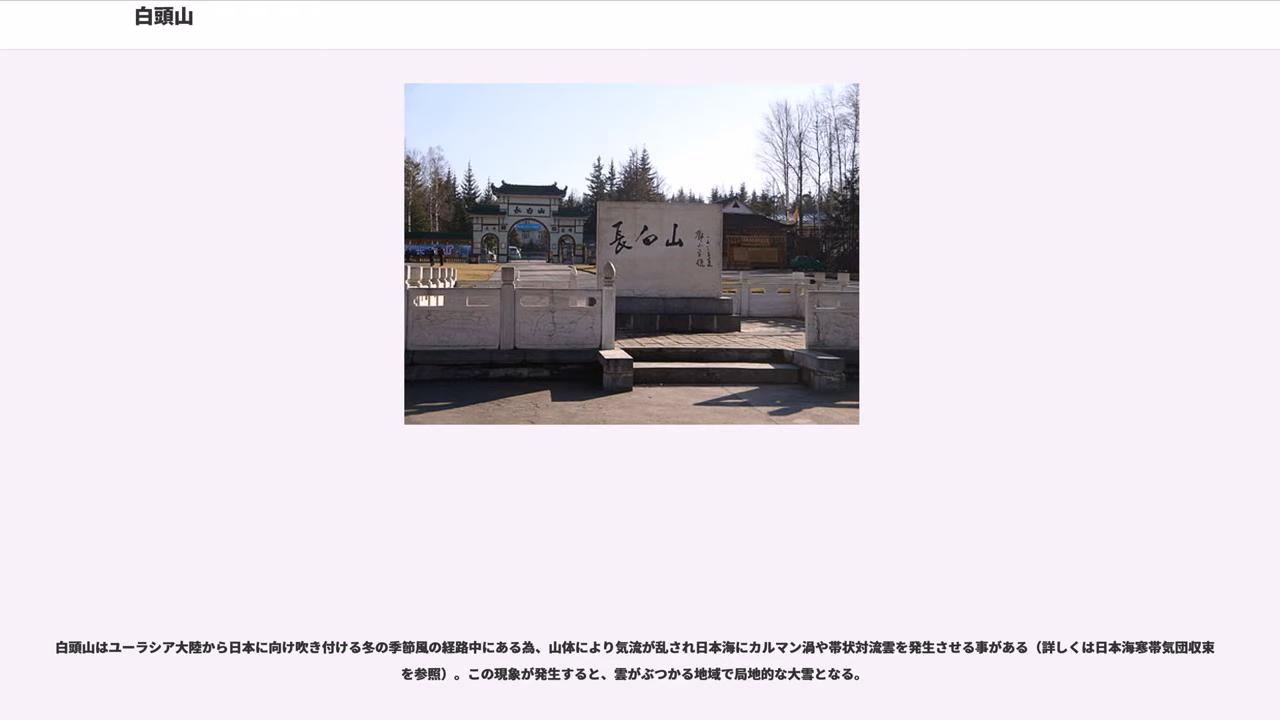 白頭山
長白山
長白山
白頭山はユーラシア大陸から日本に向け吹き付ける冬の季節風の経路中にある為、山体により気流が乱され日本海にカルマン渦や帯状対流雲を発生させる事がある（詳しくは日本海寒帯気団収束
を参照）。この現象が発生すると、雲がぶつかる地域で局地的な大雪となる。